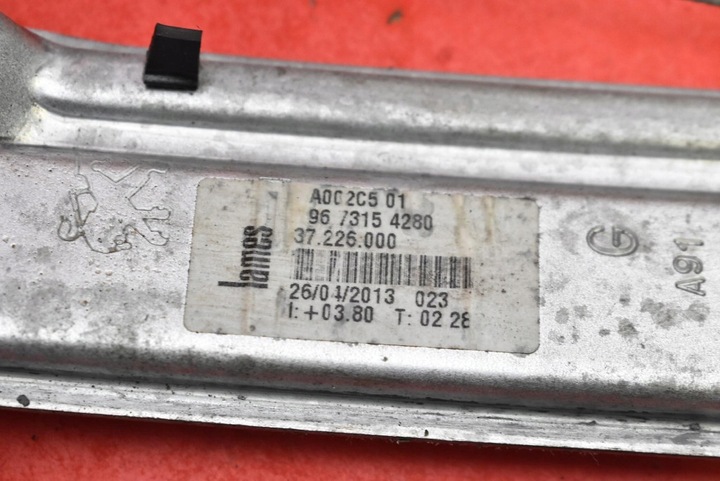 A002C5 01
96 7315 4280
37.226.000
lames
26/04/2013 023
I: +03.80 T: 02 28
G
A91